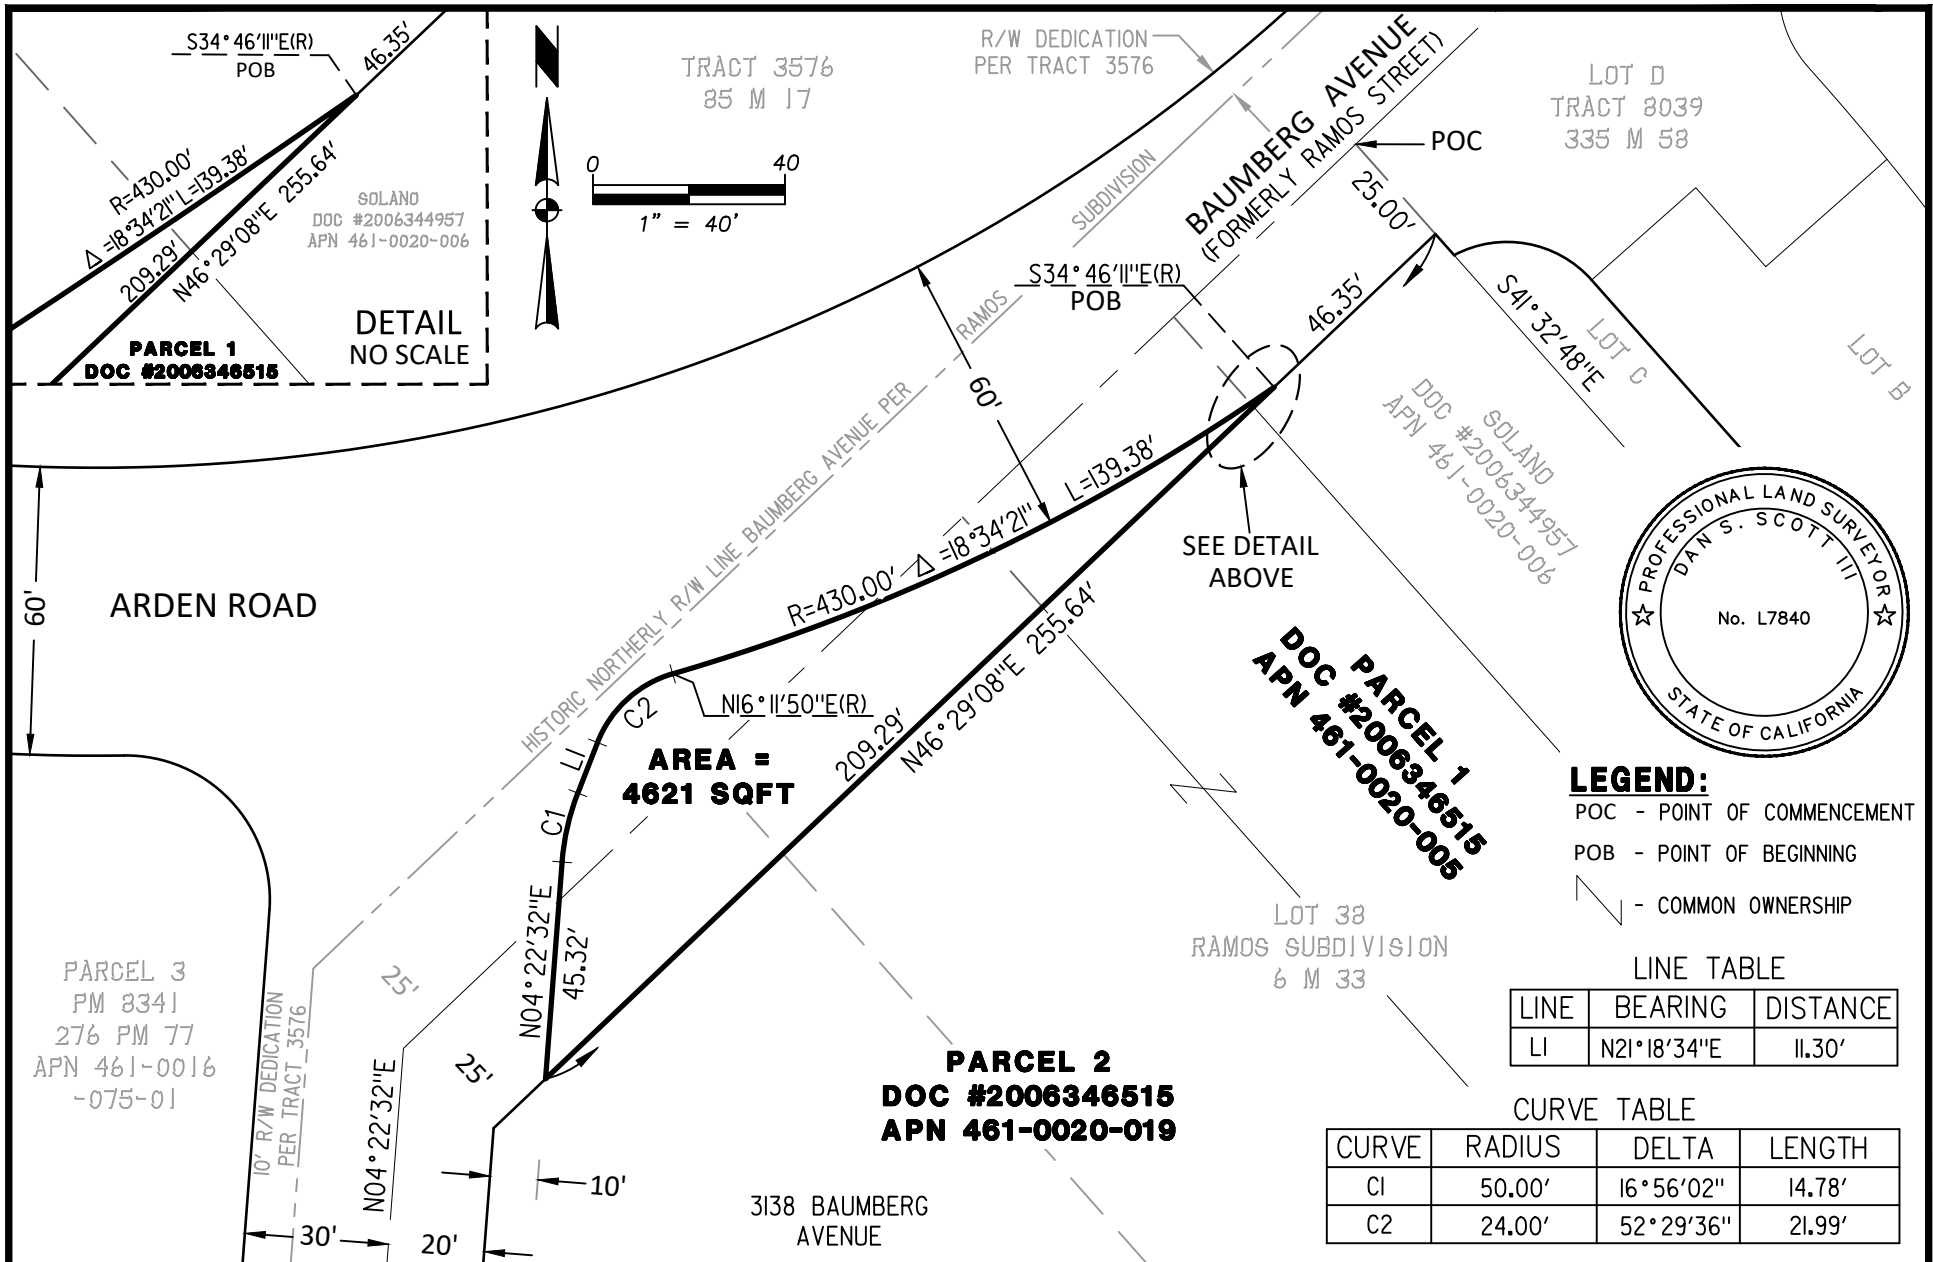 S34°46'11"E(R)
POB
46.35'
R=430.00'
Δ=18°34'21" L=139.38'
209.29'
N46°29'08"E 255.64'
SOLANO
DOC #2006344957
APN 461-0020-006
PARCEL 1
DOC #2006346515
DETAIL
NO SCALE
N
0 40
1" = 40'
TRACT 3576
85 M 17
R/W DEDICATION
PER TRACT 3576
BAUMBERG AVENUE
(FORMERLY RAMOS STREET)
POC
LOT D
TRACT 8039
335 M 58
25.00'
S34°46'11"E(R)
POB
46.35'
S41°32'48"E
LOT C
LOT B
SOLANO
DOC #2006344957
APN 461-0020-006
HISTORIC NORTHERLY R/W LINE BAUMBERG AVENUE PER RAMOS SUBDIVISION
60'
60'
ARDEN ROAD
R=430.00' Δ=18°34'21" L=139.38'
SEE DETAIL
ABOVE
N16°11'50"E(R)
C2
L1
C1
AREA =
4621 SQFT
209.29'
N46°29'08"E 255.64'
PARCEL 1
DOC #2006346515
APN 461-0020-005
PROFESSIONAL LAND SURVEYOR
DAN S. SCOTT III
No. L7840
STATE OF CALIFORNIA
LEGEND:
POC - POINT OF COMMENCEMENT
POB - POINT OF BEGINNING
- COMMON OWNERSHIP
N04°22'32"E
45.32'
LOT 38
RAMOS SUBDIVISION
6 M 33
PARCEL 3
PM 8341
276 PM 77
APN 461-0016
-075-01
10' R/W DEDICATION
PER TRACT 3576
25'
25'
N04°22'32"E
30'
20'
10'
PARCEL 2
DOC #2006346515
APN 461-0020-019
3138 BAUMBERG
AVENUE
LINE TABLE
LINE BEARING DISTANCE
L1 N21°18'34"E 11.30'
CURVE TABLE
CURVE RADIUS DELTA LENGTH
C1 50.00' 16°56'02" 14.78'
C2 24.00' 52°29'36" 21.99'